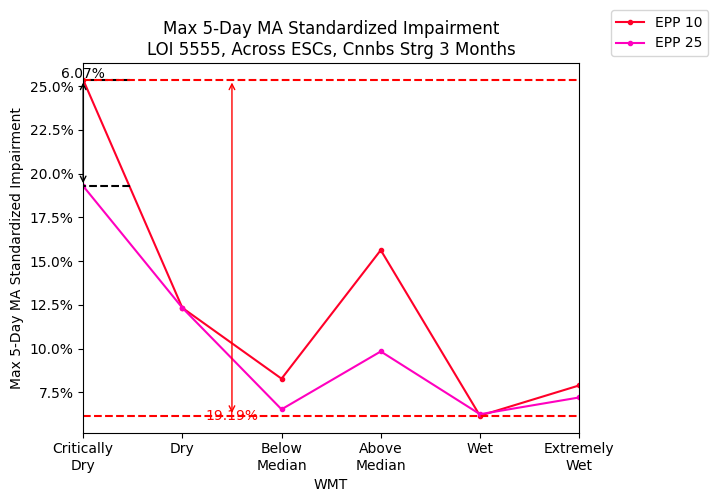 Max 5-Day MA Standardized Impairment
LOI 5555, Across ESCs, Cnnbs Strg 3 Months
EPP 10
EPP 25
6.07%
25.0%
22.5%
20.0%
17.5%
15.0%
12.5%
10.0%
7.5%
Max 5-Day MA Standardized Impairment
19.19%
Critically
Dry
Dry
Below
Median
Above
Median
Wet
Extremely
Wet
WMT